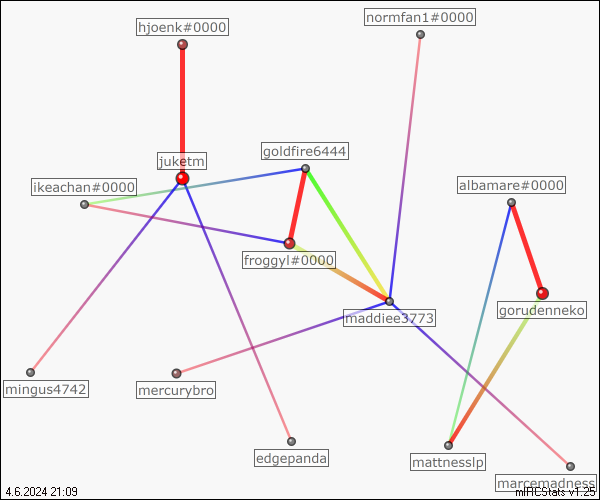 normfan1#0000
hjoenk#0000
goldfire6444
juketm
ikeachan#0000
albamare#0000
froggyl#0000
gorudenneko
maddiee3773
mingus4742
mercurybro
edgepanda
mattnesslp
marcemadness
4.6.2024 21:09
mIRCStats v1.25